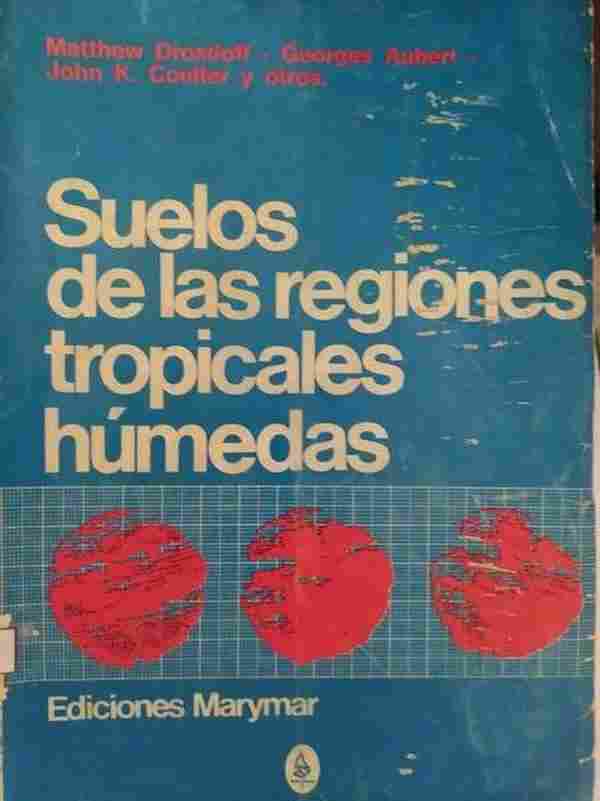 Matthew Drosdoff - Georges Aubert -
John K. Coulter y otros.
Suelos
de las regiones
tropicales
húmedas
Ediciones Marymar